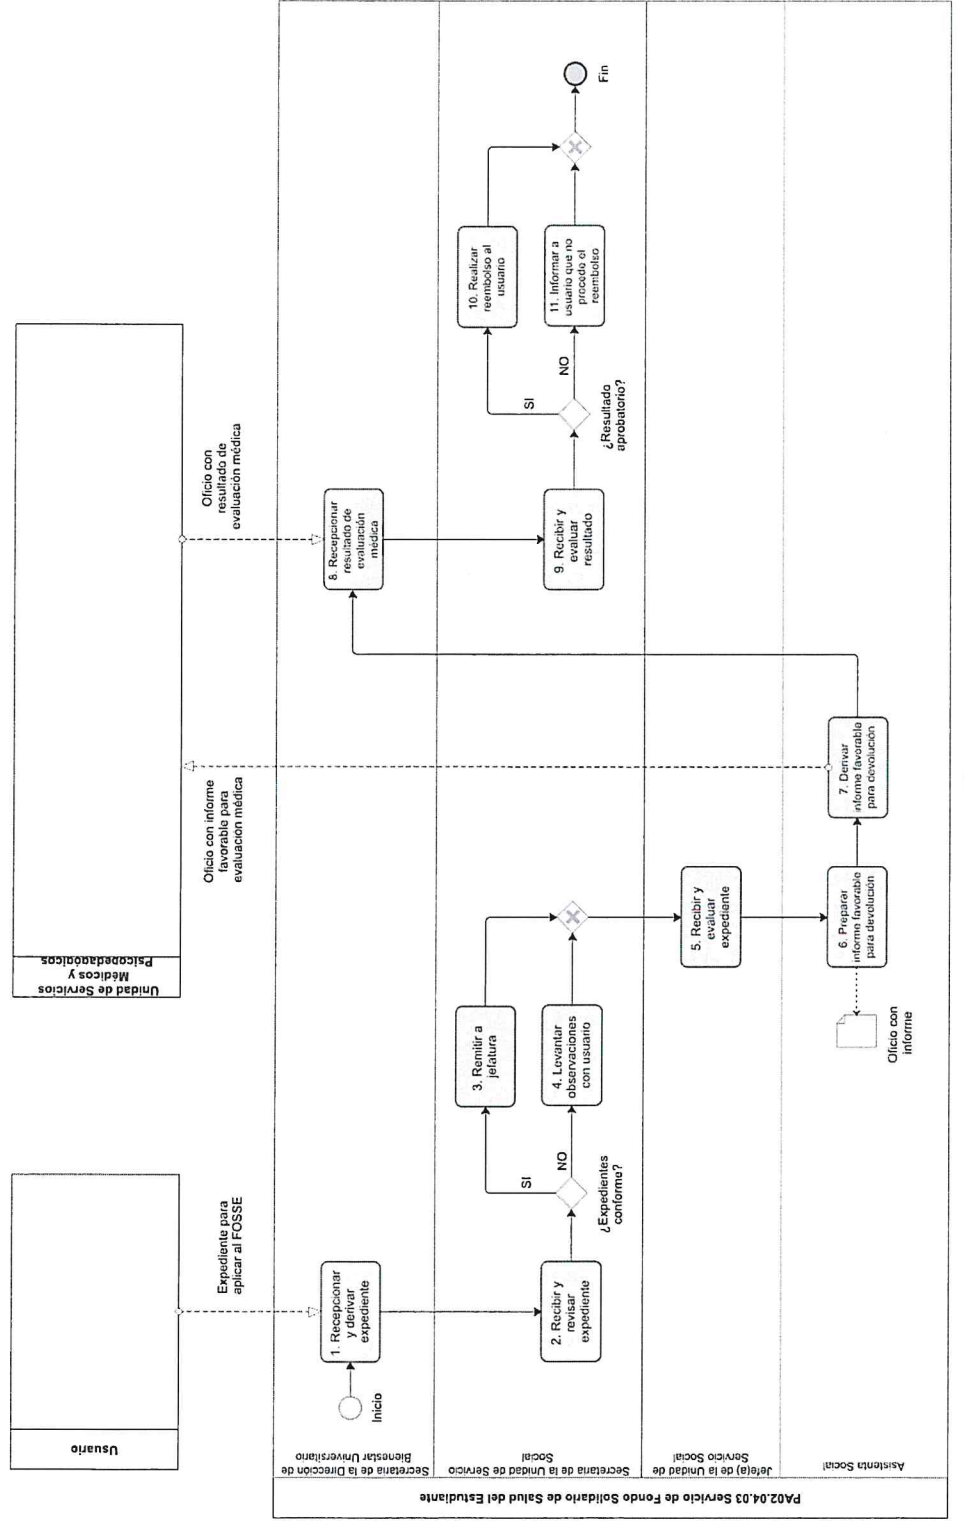 Usuario
Unidad de Servicios
Médicos y
Psicopedagógicos
Expediente para
aplicar al FOSSE
Oficio con informe
favorable para
evaluacion médica
Oficio con
resultado de
evaluación médica
PA02.04.03 Servicio de Fondo Solidario de Salud del Estudiante
Secretaria de la Dirección de
Bienestar Universitario
Inicio
1. Recepcionar
y derivar
expediente
8. Recepcionar
resultado de
evaluación
médica
Secretaria de la Unidad de Servicio
Social
2. Recibir y
revisar
expediente
¿Expedientes
conforme?
SI
NO
3. Remitir a
jefatura
4. Levantar
observaciones
con usuario
9. Recibir y
evaluar
resultado
¿Resultado
aprobatorio?
SI
NO
10. Realizar
reembolso al
usuario
11. Informar a
usuario que no
procede el
reembolso
Fin
Jefe(a) de la Unidad de
Servicio Social
5. Recibir y
evaluar
expediente
Asistenta Social
6. Preparar
informe favorable
para devolución
Oficio con
informe
7. Derivar
informe favorable
para devolución